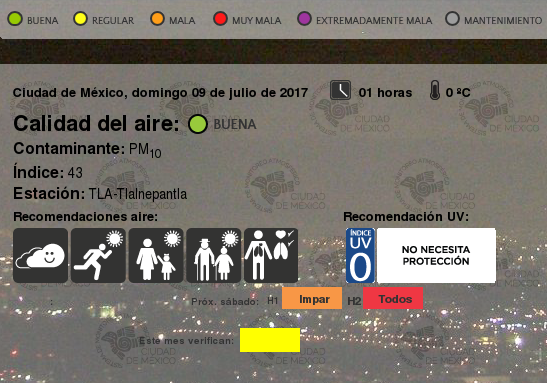 BUENA REGULAR MALA MUY MALA EXTREMADAMENTE MALA MANTENIMIENTO
Ciudad de México, domingo 09 de julio de 2017 01 horas 0 ºC
Calidad del aire: BUENA
Contaminante: PM10
Índice: 43
Estación: TLA-Tlalnepantla
Recomendaciones aire: Recomendación UV:
ÍNDICE UV 0 NO NECESITA PROTECCIÓN
: Próx. sábado: H1 Impar H2 Todos
Este mes verifican:
CIUDAD DE MÉXICO